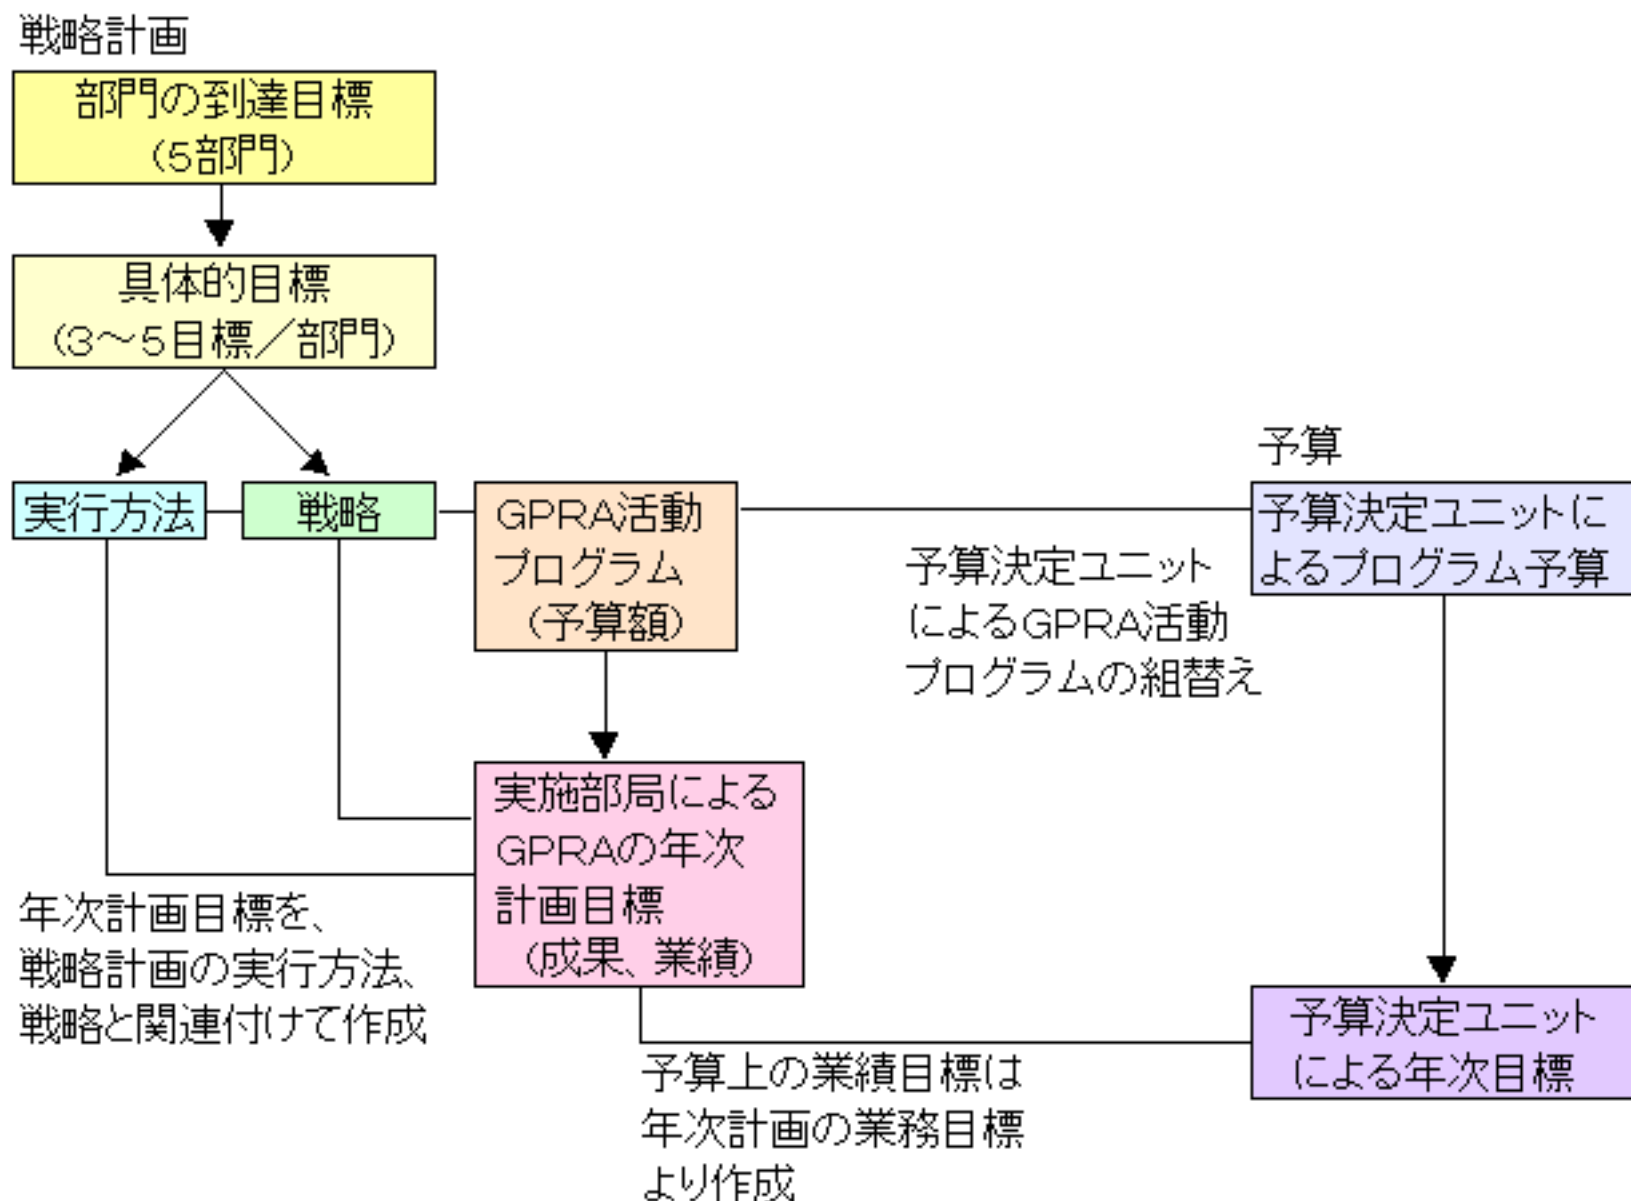 戦略計画
部門の到達目標
(5部門)
具体的目標
(3～5目標／部門)
実行方法
戦略
GPRA活動
プログラム
(予算額)
予算
予算決定ユニットに
よるプログラム予算
予算決定ユニット
によるGPRA活動
プログラムの組替え
実施部局による
GPRAの年次
計画目標
(成果、業績)
年次計画目標を、
戦略計画の実行方法、
戦略と関連付けて作成
予算決定ユニット
による年次目標
予算上の業績目標は
年次計画の業務目標
より作成